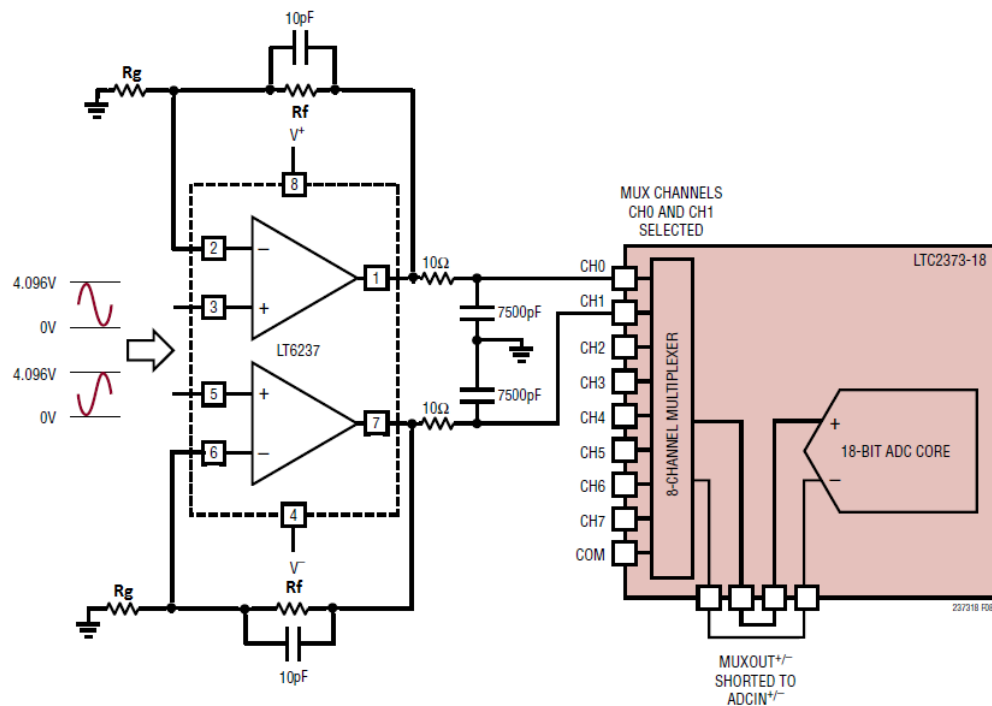 10pF
Rg
Rf
V+
8
MUX CHANNELS
CH0 AND CH1
SELECTED
LTC2373-18
2
−
1
10Ω
CH0
4.096V
3
+
7500pF
CH1
0V
LT6237
CH2
4.096V
CH3
7500pF
5
+
10Ω
CH4
0V
7
+
6
−
CH5
18-BIT ADC CORE
8-CHANNEL MULTIPLEXER
CH6
−
4
CH7
V−
COM
Rg
Rf
237318 F08
10pF
MUXOUT+/−
SHORTED TO
ADCIN+/−